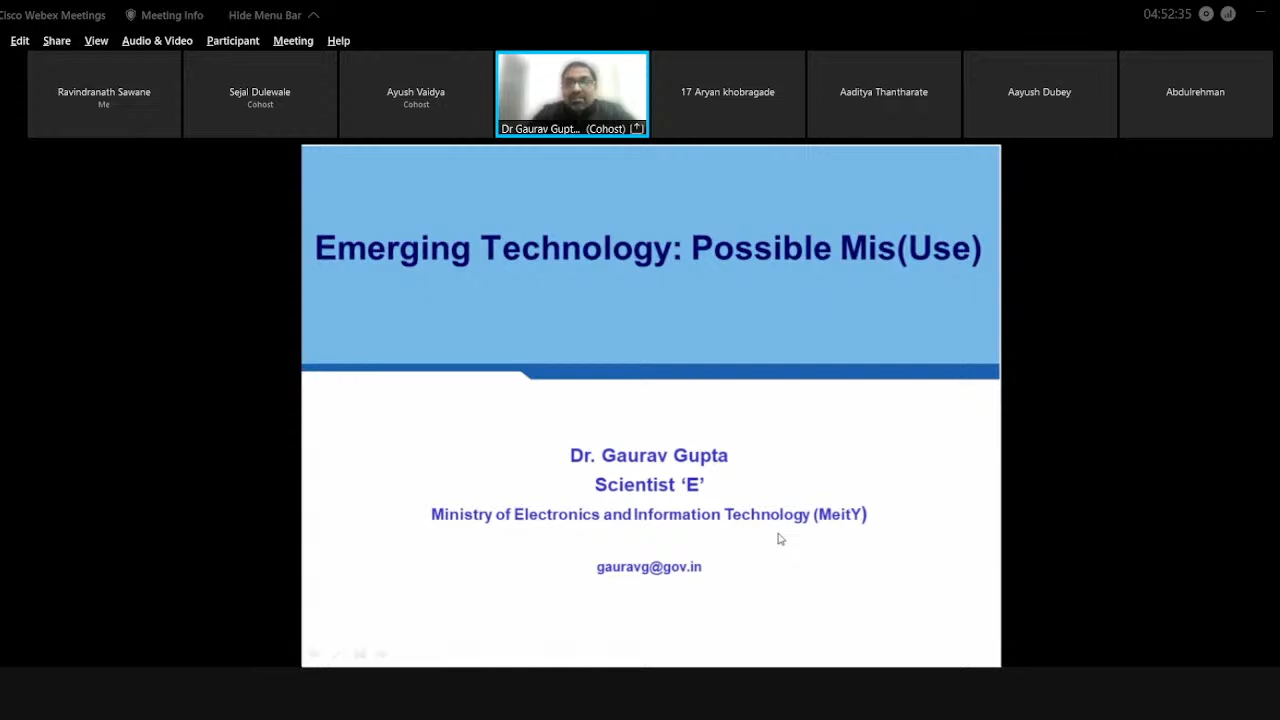 Cisco Webex Meetings
Meeting Info
Hide Menu Bar
04:52:35
Edit
Share
View
Audio & Video
Participant
Meeting
Help
Ravindranath Sawane
Me
Sejal Dulewale
Cohost
Ayush Vaidya
Cohost
Dr Gaurav Gupt... (Cohost)
17 Aryan khobragade
Aaditya Thantharate
Aayush Dubey
Abdulrehman
Emerging Technology: Possible Mis(Use)
Dr. Gaurav Gupta
Scientist ‘E’
Ministry of Electronics and Information Technology (MeitY)
gauravg@gov.in